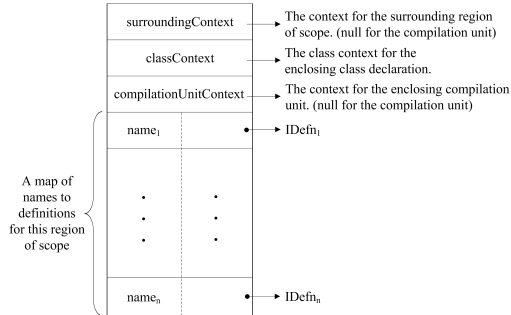 surroundingContext
The context for the surrounding region
of scope. (null for the compilation unit)
classContext
The class context for the
enclosing class declaration.
compilationUnitContext
The context for the enclosing compilation
unit. (null for the compilation unit)
name₁
IDefn₁
A map of
names to
definitions
for this region
of scope
nameₙ
IDefnₙ